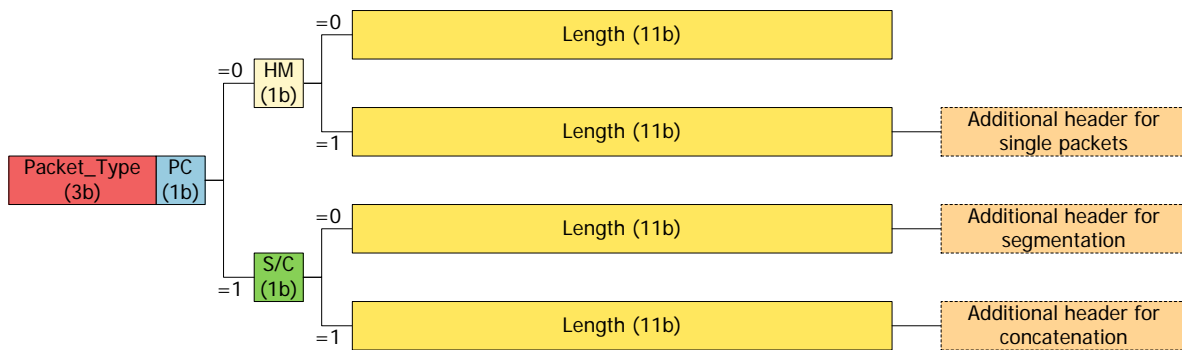 =0
Length (11b)
=0
HM
(1b)
=1
Length (11b)
Additional header for
single packets
Packet_Type
(3b)
PC
(1b)
=0
Length (11b)
Additional header for
segmentation
=1
S/C
(1b)
=1
Length (11b)
Additional header for
concatenation